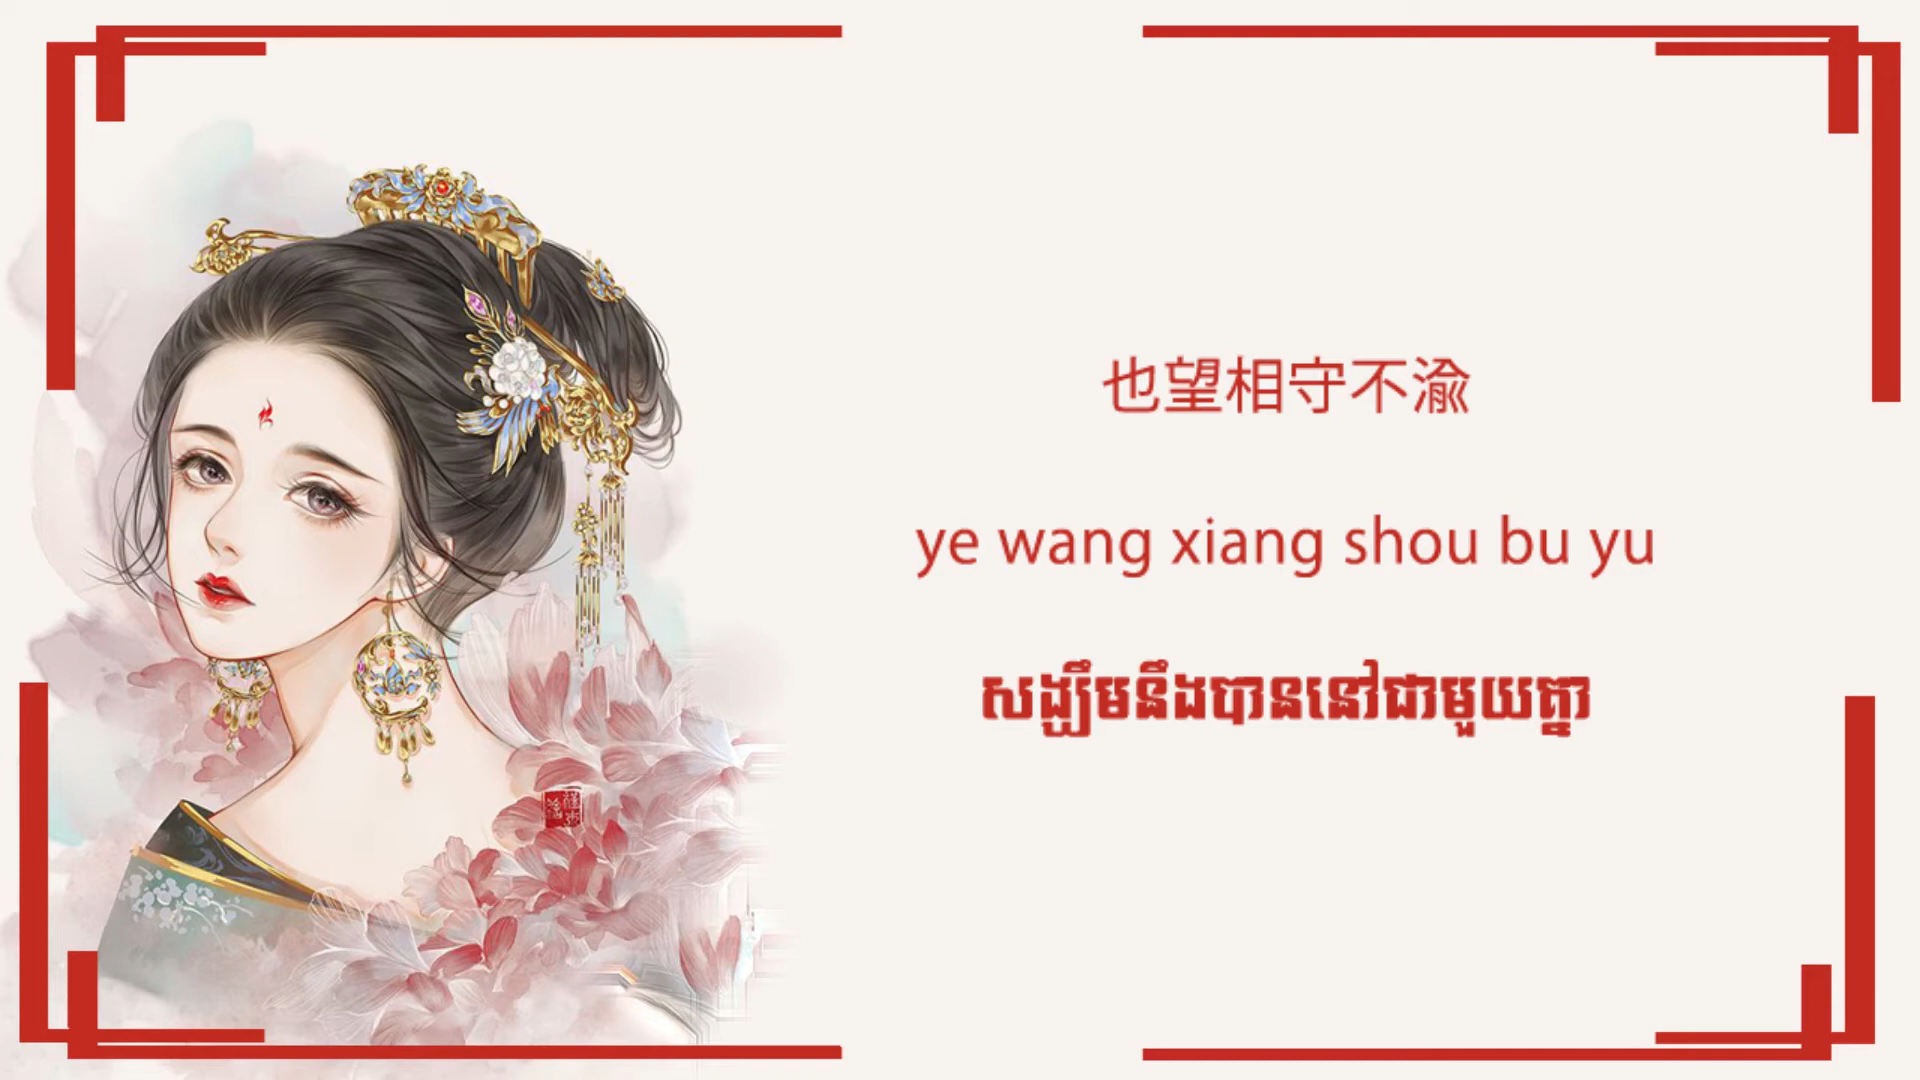 也望相守不渝
ye wang xiang shou bu yu
សង្ឃឹមនឹងបាននៅជាមួយគ្នា